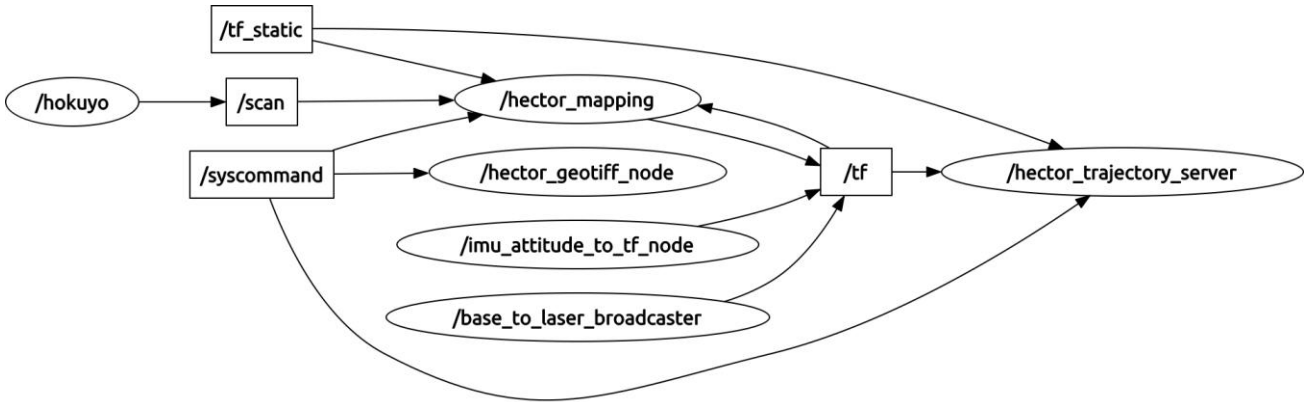 /tf_static
/hokuyo
/scan
/hector_mapping
/syscommand
/hector_geotiff_node
/tf
/hector_trajectory_server
/imu_attitude_to_tf_node
/base_to_laser_broadcaster